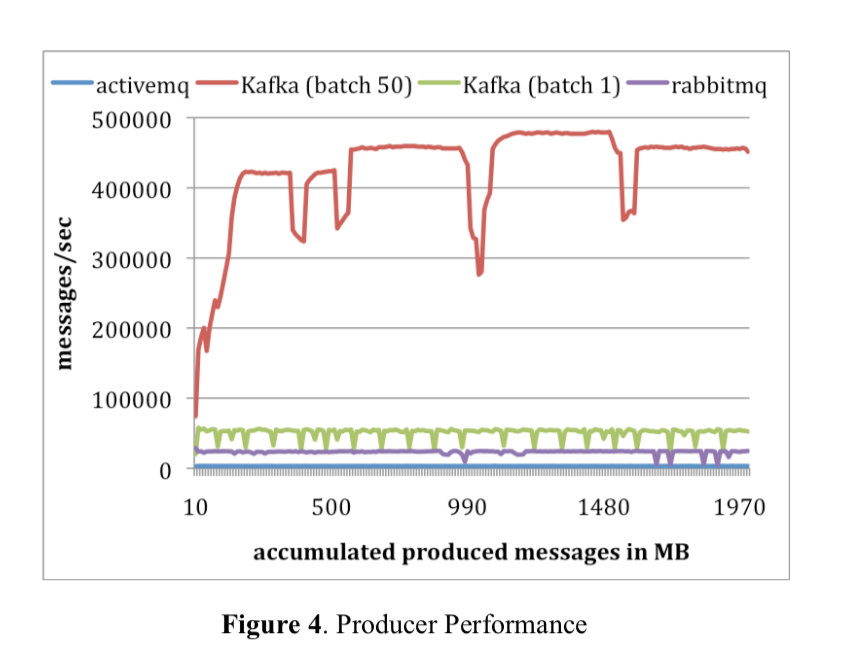 activemq Kafka (batch 50) Kafka (batch 1) rabbitmq
500000
400000
300000
200000
100000
0
messages/sec
10 500 990 1480 1970
accumulated produced messages in MB
Figure 4. Producer Performance